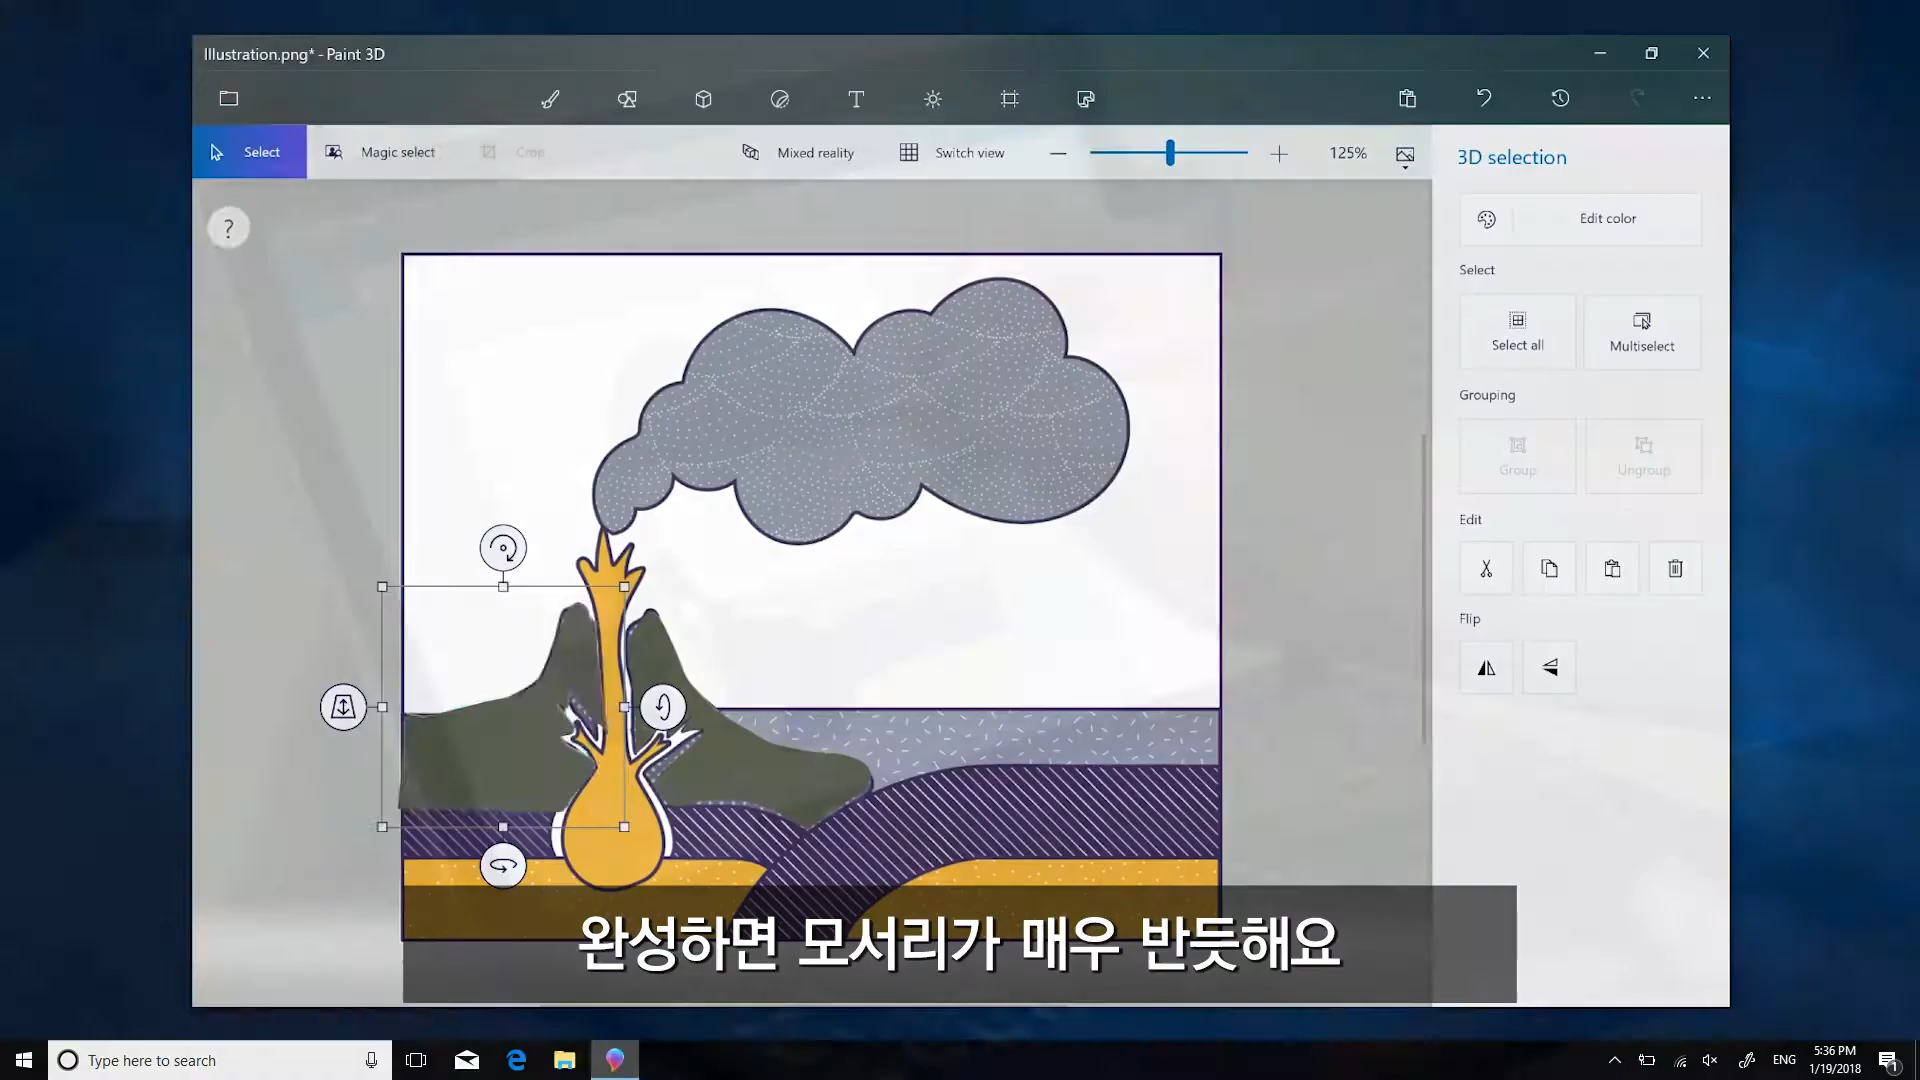 Illustration.png* - Paint 3D
Select
Magic select
Crop
Mixed reality
Switch view
125%
3D selection
?
Edit color
Select
Select all
Multiselect
Grouping
Group
Ungroup
Edit
Flip
완성하면 모서리가 매우 반듯해요
Type here to search
ENG
5:36 PM
1/19/2018
1